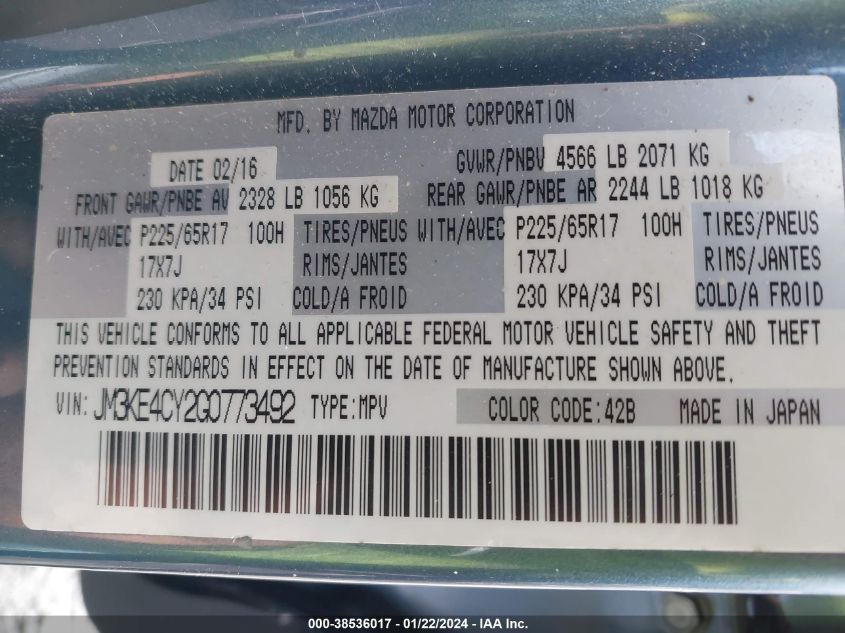 MFD. BY MAZDA MOTOR CORPORATION
DATE 02/16 GVWR/PNBV 4566 LB 2071 KG
FRONT GAWR/PNBE AV 2328 LB 1056 KG REAR GAWR/PNBE AR 2244 LB 1018 KG
WITH/AVEC P225/65R17 100H TIRES/PNEUS WITH/AVEC P225/65R17 100H TIRES/PNEUS
17X7J RIMS/JANTES 17X7J RIMS/JANTES
230 KPA/34 PSI COLD/A FROID 230 KPA/34 PSI COLD/A FROID
THIS VEHICLE CONFORMS TO ALL APPLICABLE FEDERAL MOTOR VEHICLE SAFETY AND THEFT
PREVENTION STANDARDS IN EFFECT ON THE DATE OF MANUFACTURE SHOWN ABOVE.
VIN: JM3KE4CY2G0773492 TYPE:MPV COLOR CODE:42B MADE IN JAPAN
000-38536017 - 01/22/2024 - IAA Inc.